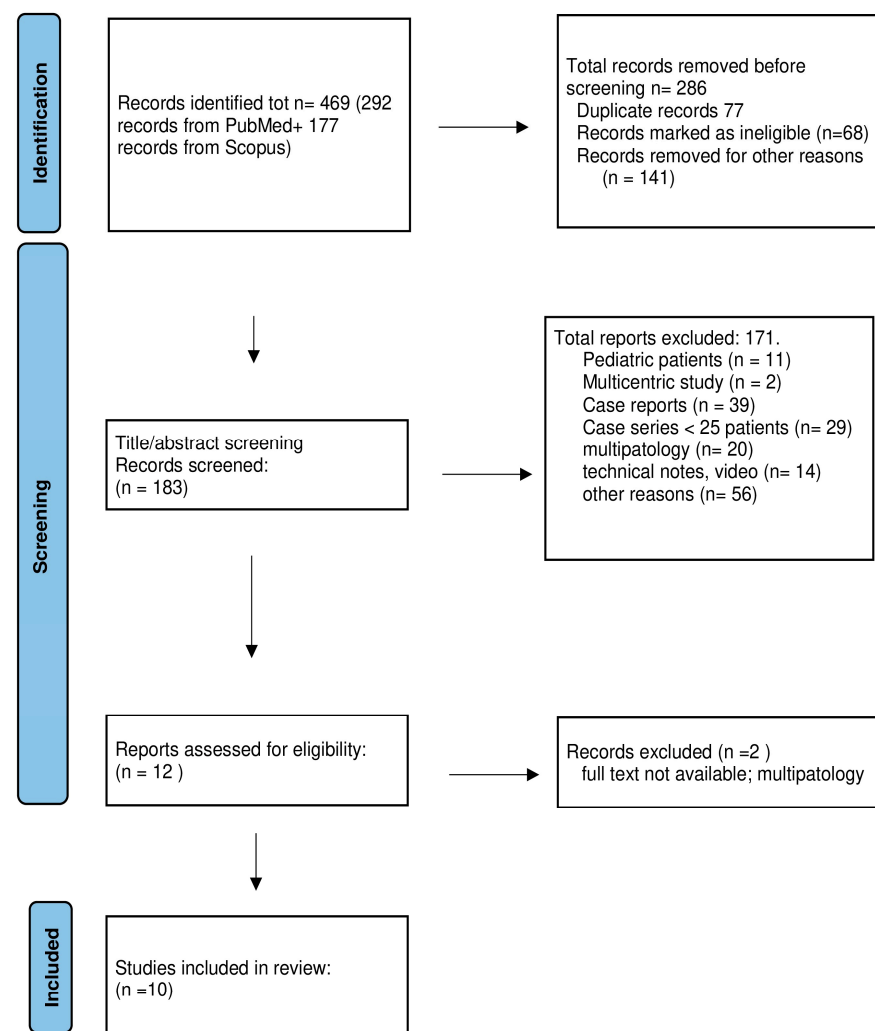 Identification
Records identified tot n= 469 (292
records from PubMed+ 177
records from Scopus)
Total records removed before
screening n= 286
Duplicate records 77
Records marked as ineligible (n=68)
Records removed for other reasons
(n = 141)
Screening
Title/abstract screening
Records screened:
(n = 183)
Total reports excluded: 171.
Pediatric patients (n = 11)
Multicentric study (n = 2)
Case reports (n = 39)
Case series < 25 patients (n= 29)
multipatology (n= 20)
technical notes, video (n= 14)
other reasons (n= 56)
Reports assessed for eligibility:
(n = 12 )
Records excluded (n =2 )
full text not available; multipatology
Included
Studies included in review:
(n =10)